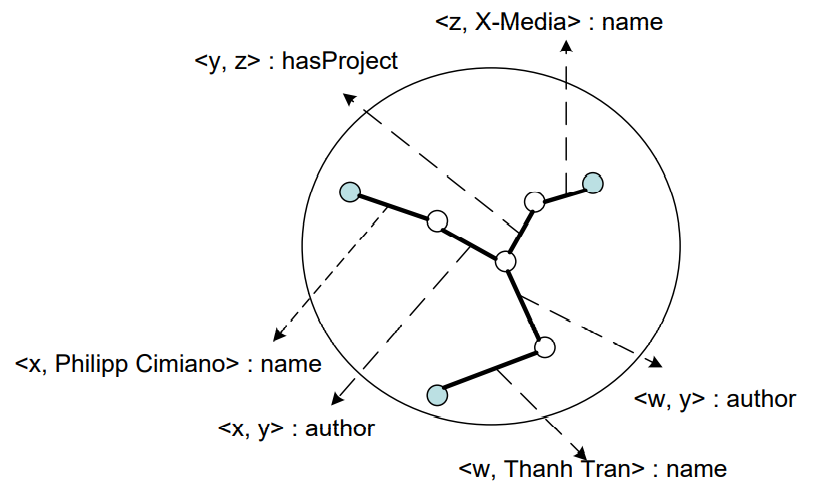 <z, X-Media> : name
<y, z> : hasProject
<x, Philipp Cimiano> : name
<w, y> : author
<x, y> : author
<w, Thanh Tran> : name